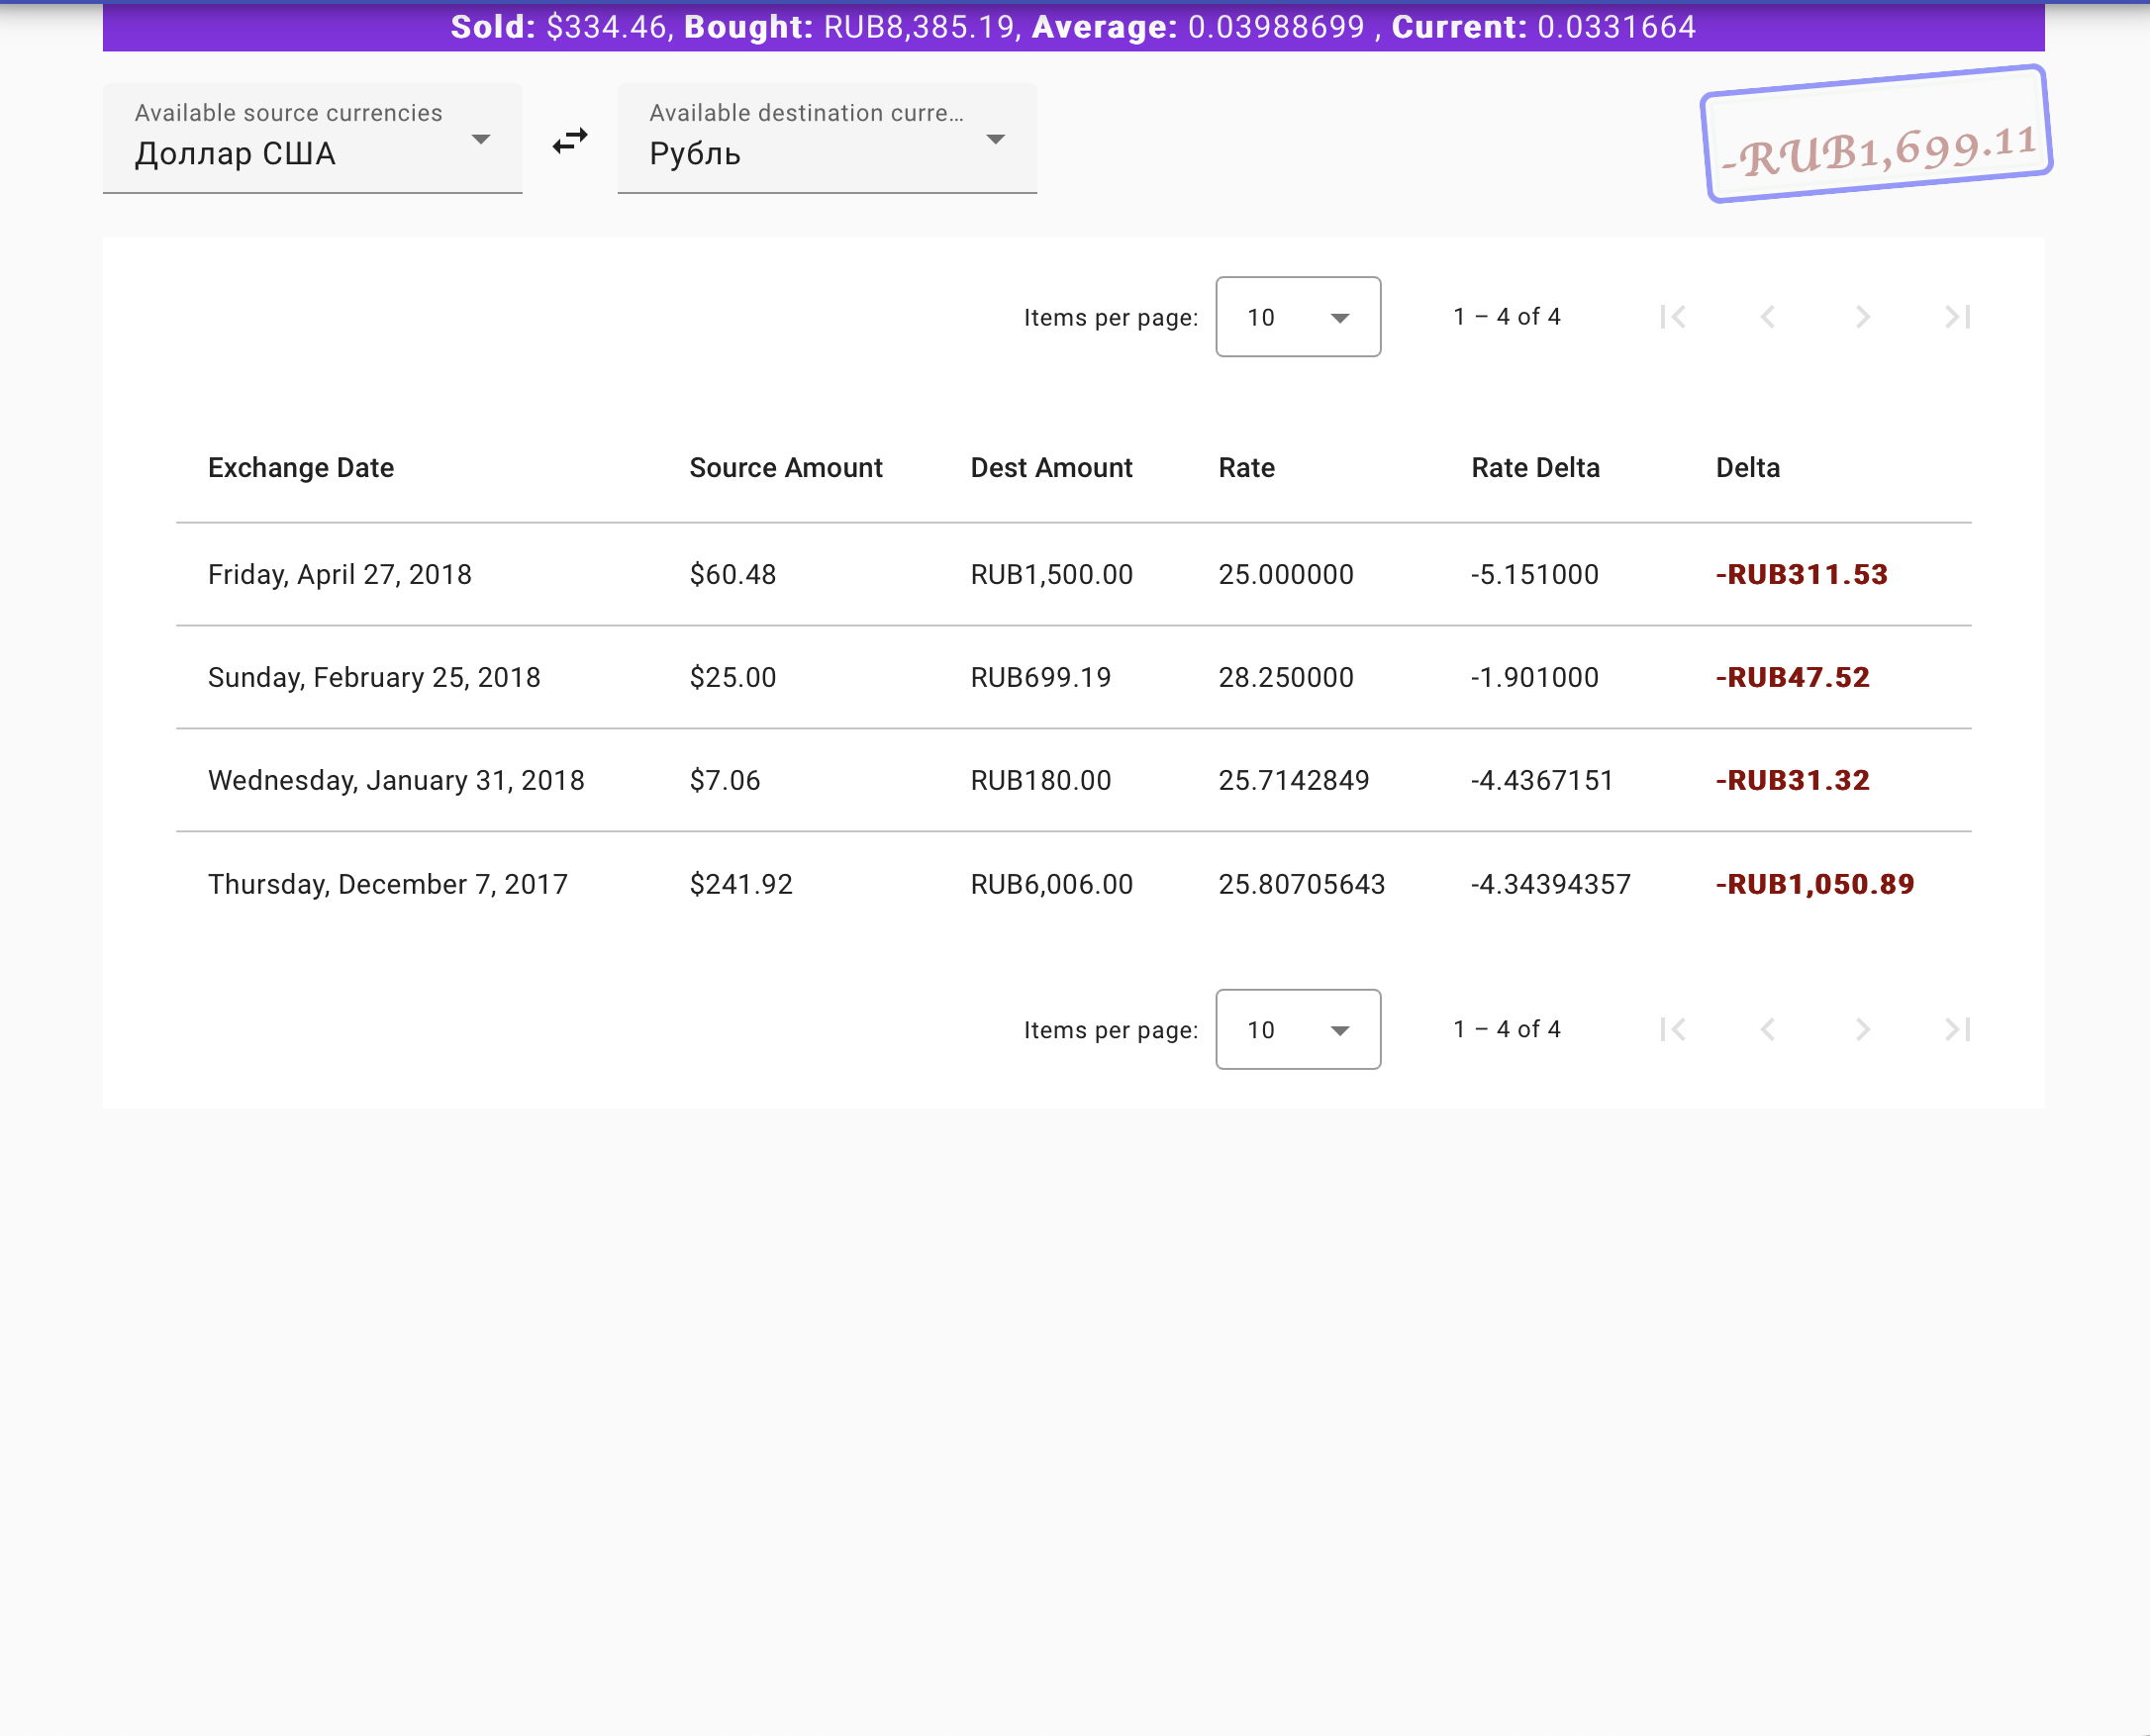 Sold: $334.46, Bought: RUB8,385.19, Average: 0.03988699 , Current: 0.0331664
Available source currencies
Доллар США
Available destination curre...
Рубль
-RUB1,699.11
Items per page: 10 1 – 4 of 4
Exchange Date Source Amount Dest Amount Rate Rate Delta Delta
Friday, April 27, 2018 $60.48 RUB1,500.00 25.000000 -5.151000 -RUB311.53
Sunday, February 25, 2018 $25.00 RUB699.19 28.250000 -1.901000 -RUB47.52
Wednesday, January 31, 2018 $7.06 RUB180.00 25.7142849 -4.4367151 -RUB31.32
Thursday, December 7, 2017 $241.92 RUB6,006.00 25.80705643 -4.34394357 -RUB1,050.89
Items per page: 10 1 – 4 of 4